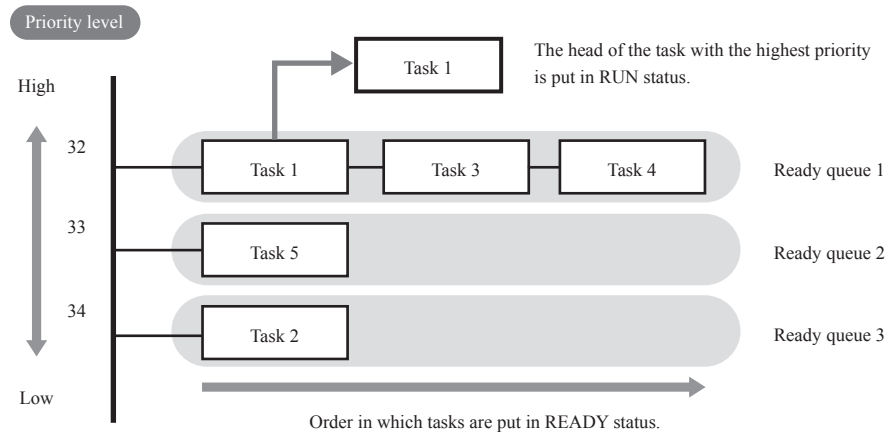 Priority level
Task 1
The head of the task with the highest priority
is put in RUN status.
High
32
Task 1
Task 3
Task 4
Ready queue 1
33
Task 5
Ready queue 2
34
Task 2
Ready queue 3
Low
Order in which tasks are put in READY status.